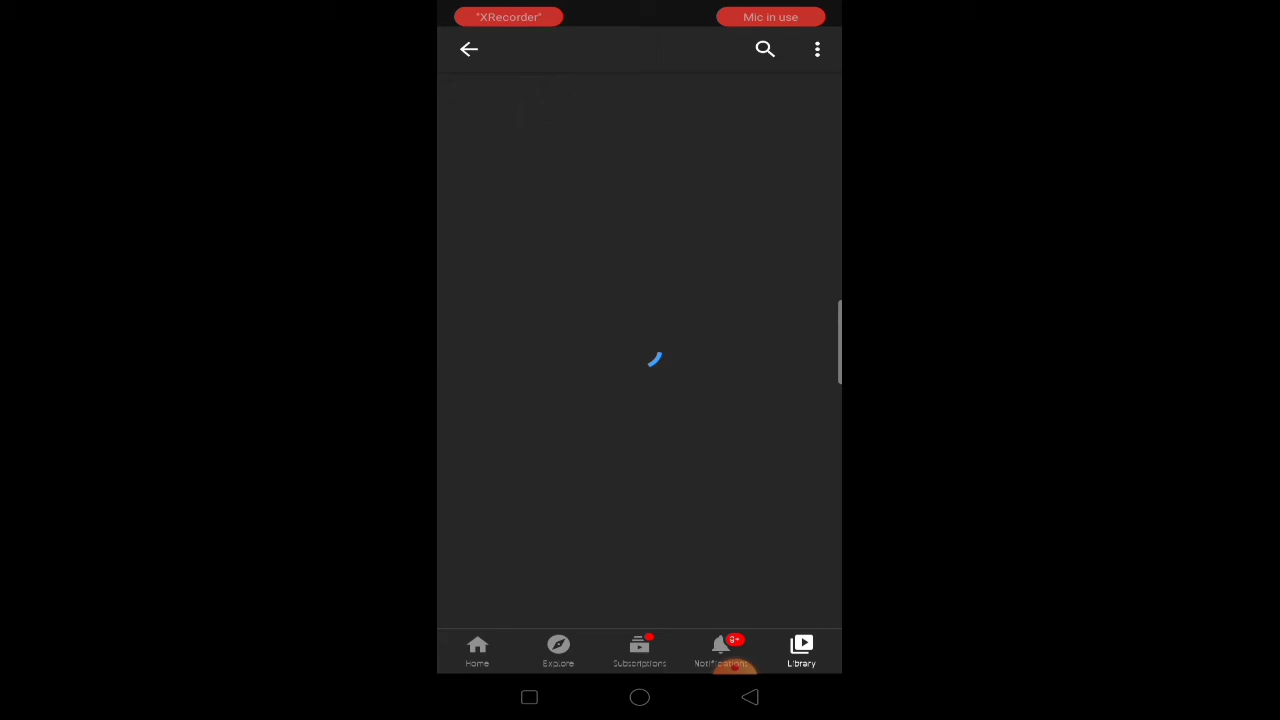 "XRecorder"
Mic in use
9+
Home
Explore
Subscriptions
Notifications
Library